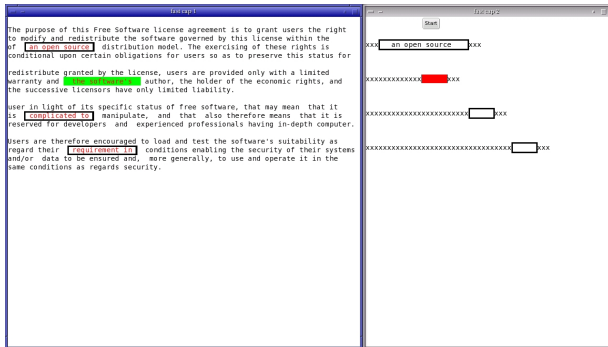 fast cap 1
The purpose of this Free Software license agreement is to grant users the right
to modify and redistribute the software governed by this license within the
of an open source distribution model. The exercising of these rights is
conditional upon certain obligations for users so as to preserve this status for
redistribute granted by the license, users are provided only with a limited
warranty and the software's author, the holder of the economic rights, and
the successive licensors have only limited liability.
user in light of its specific status of free software, that may mean that it
is complicated to manipulate, and that also therefore means that it is
reserved for developers and experienced professionals having in-depth computer.
Users are therefore encouraged to load and test the software's suitability as
regard their requirement in conditions enabling the security of their systems
and/or data to be ensured and, more generally, to use and operate it in the
same conditions as regards security.
fast cap 2
Start
xxx an open source xxx
xxxxxxxxxxxxx xxx
xxxxxxxxxxxxxxxxxxxxxxxx xxx
xxxxxxxxxxxxxxxxxxxxxxxxxxxxxxxxxx xxx